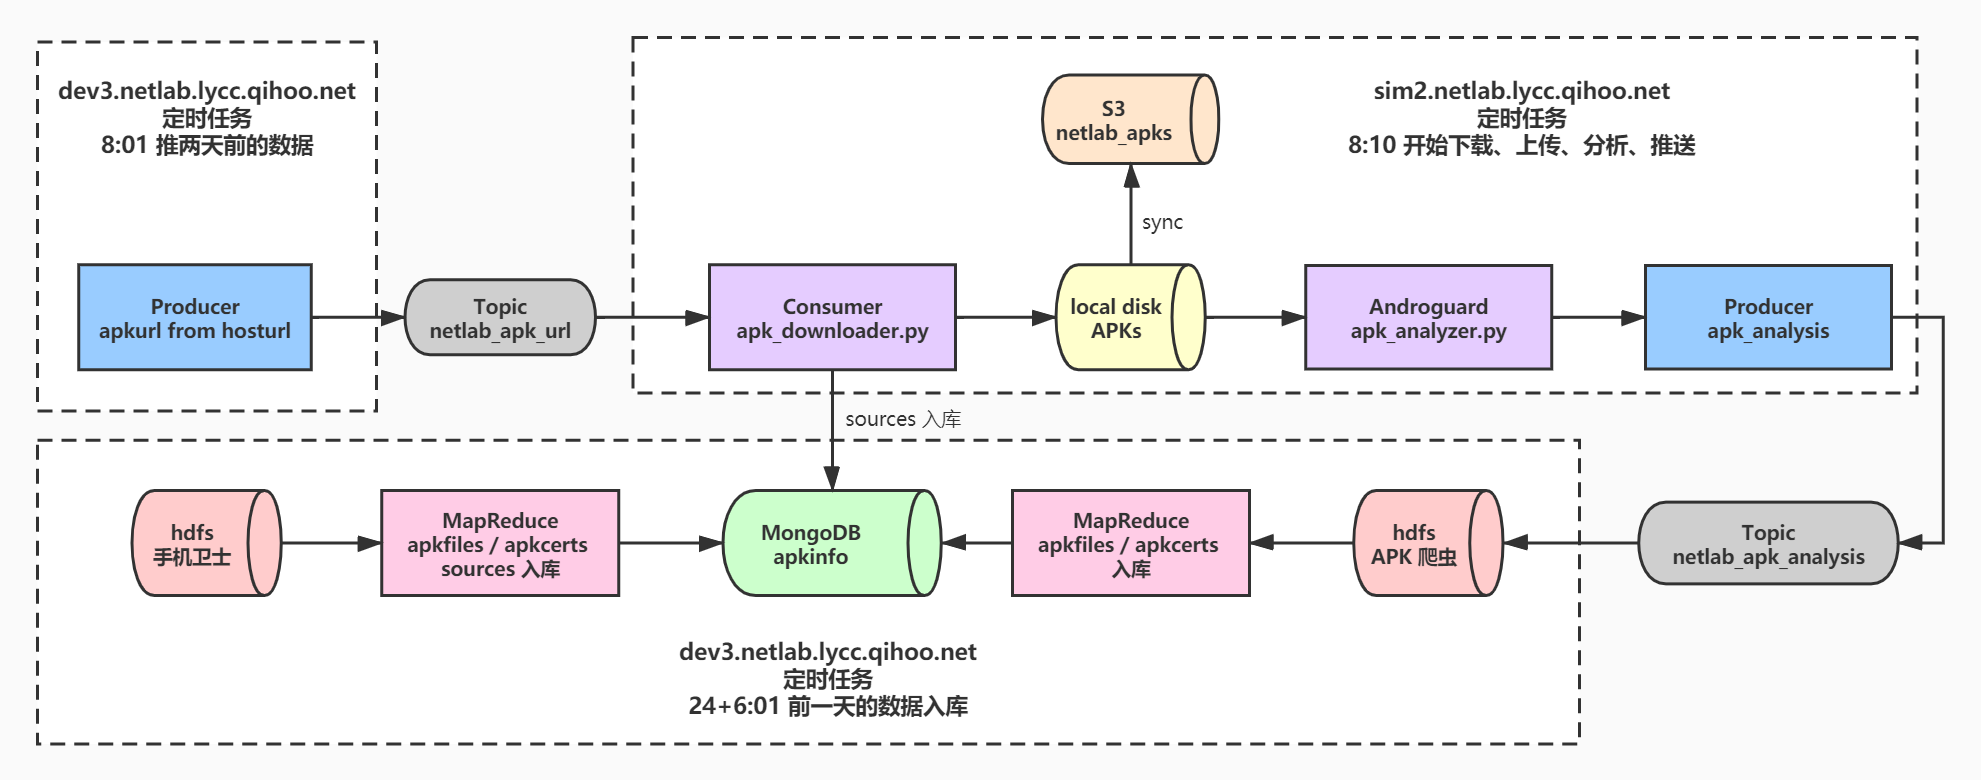 dev3.netlab.lycc.qihoo.net
定时任务
8:01 推两天前的数据
S3
netlab_apks
sim2.netlab.lycc.qihoo.net
定时任务
8:10 开始下载、上传、分析、推送
sync
Producer
apkurl from hosturl
Topic
netlab_apk_url
Consumer
apk_downloader.py
local disk
APKs
Androguard
apk_analyzer.py
Producer
apk_analysis
sources 入库
hdfs
手机卫士
MapReduce
apkfiles / apkcerts
sources 入库
MongoDB
apkinfo
MapReduce
apkfiles / apkcerts
入库
hdfs
APK 爬虫
Topic
netlab_apk_analysis
dev3.netlab.lycc.qihoo.net
定时任务
24+6:01 前一天的数据入库